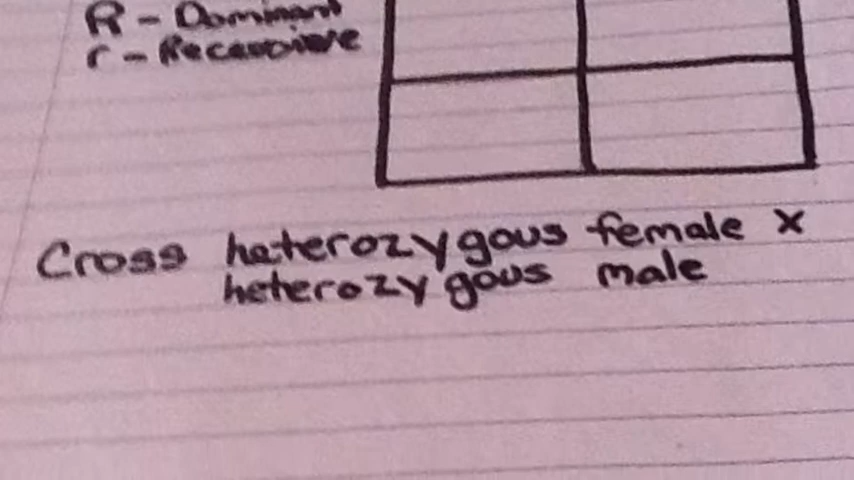 R - Dominant
r - Recessive
Cross heterozygous female x
heterozygous male